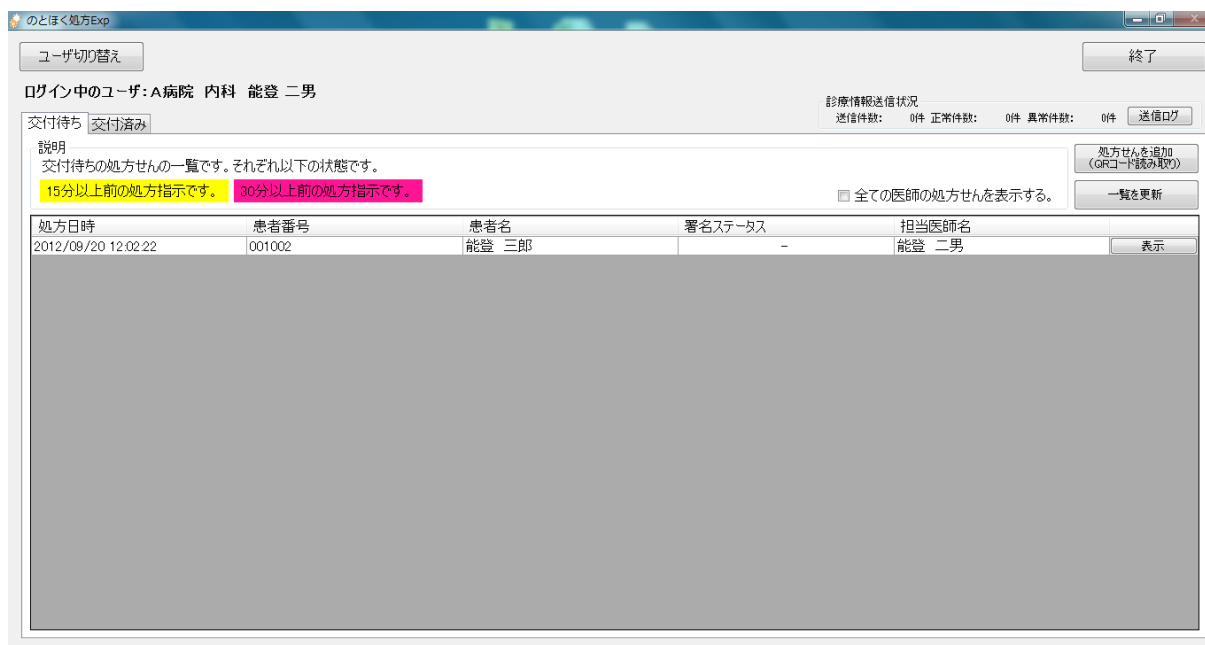 のとほく処方Exp
ユーザ切り替え
終了
ログイン中のユーザ:A病院 内科 能登 二男
診療情報送信状況
送信件数: 0件 正常件数: 0件 異常件数: 0件 送信ログ
交付待ち 交付済み
説明
交付待ちの処方せんの一覧です。それぞれ以下の状態です。
処方せんを追加
(QRコード読み取り)
15分以上前の処方指示です。 30分以上前の処方指示です。
全ての医師の処方せんを表示する。
一覧を更新
処方日時 患者番号 患者名 署名ステータス 担当医師名
2012/09/20 12:02:22 001002 能登 三郎 - 能登 二男 表示